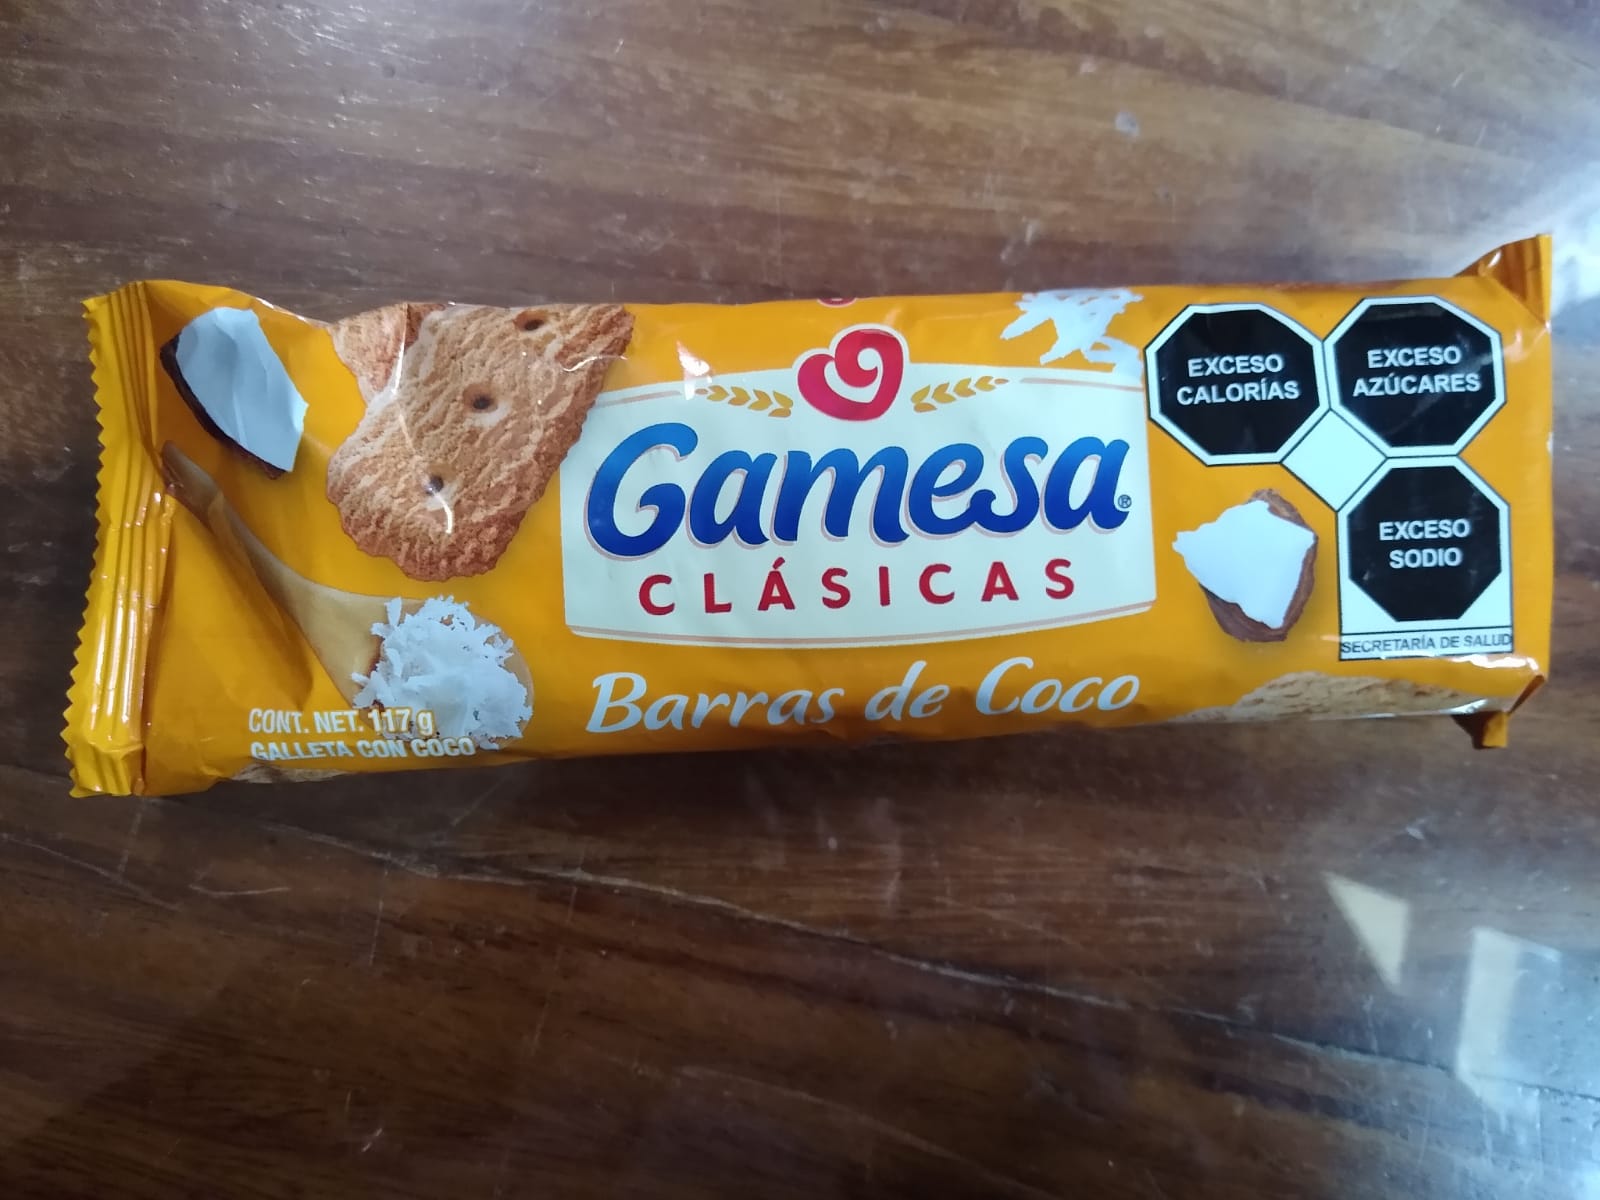 Gamesa®
CLÁSICAS
Barras de Coco
CONT. NET. 117 g
GALLETA CON COCO
EXCESO
CALORÍAS
EXCESO
AZÚCARES
EXCESO
SODIO
SECRETARÍA DE SALUD